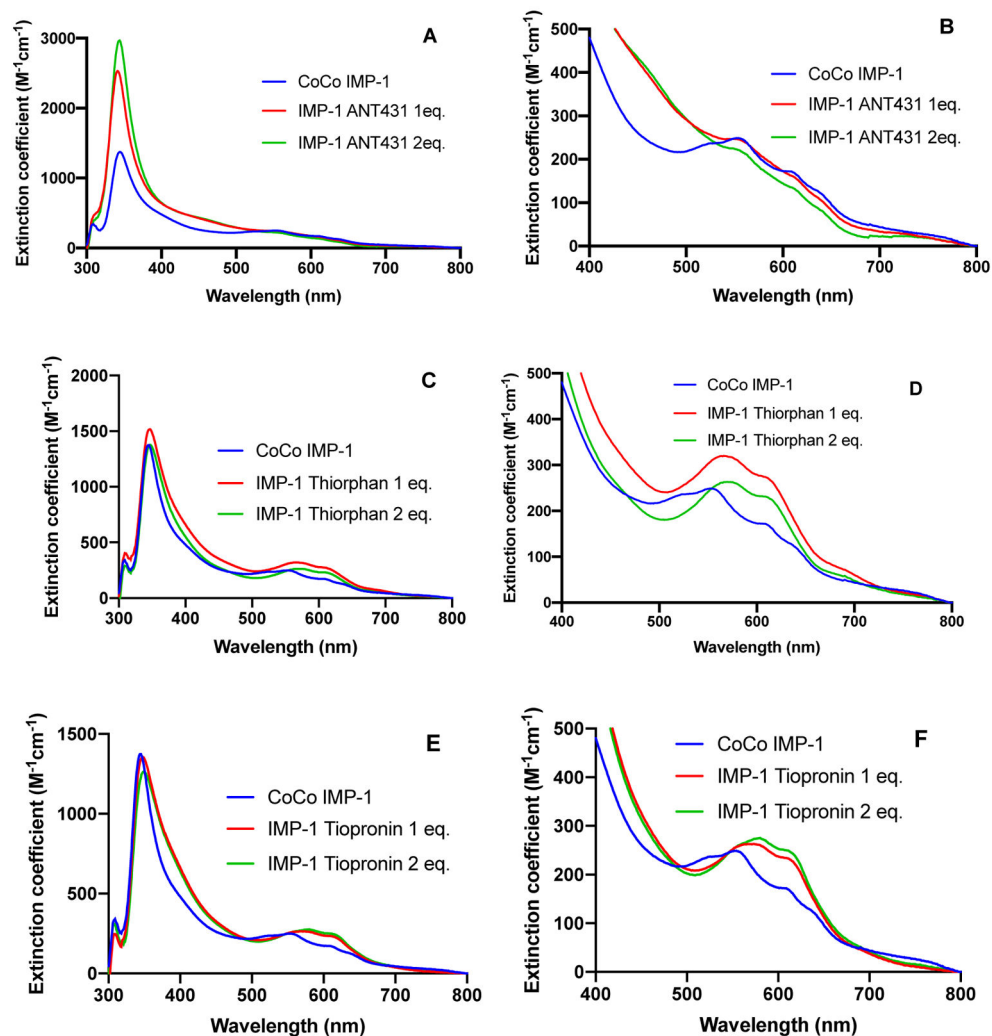 A
Extinction coefficient (M⁻¹cm⁻¹)
3000
2000
1000
0
CoCo IMP-1
IMP-1 ANT431 1eq.
IMP-1 ANT431 2eq.
300 400 500 600 700 800
Wavelength (nm)
B
Extinction coefficient (M⁻¹cm⁻¹)
500
400
300
200
100
0
CoCo IMP-1
IMP-1 ANT431 1eq.
IMP-1 ANT431 2eq.
400 500 600 700 800
Wavelength (nm)
C
Extinction coefficient (M⁻¹cm⁻¹)
2000
1500
1000
500
0
CoCo IMP-1
IMP-1 Thiorphan 1 eq.
IMP-1 Thiorphan 2 eq.
300 400 500 600 700 800
Wavelength (nm)
D
Extinction coefficient (M⁻¹cm⁻¹)
500
400
300
200
100
0
CoCo IMP-1
IMP-1 Thiorphan 1 eq.
IMP-1 Thiorphan 2 eq.
400 500 600 700 800
Wavelength (nm)
E
Extinction coefficient (M⁻¹cm⁻¹)
1500
1000
500
0
CoCo IMP-1
IMP-1 Tiopronin 1 eq.
IMP-1 Tiopronin 2 eq.
300 400 500 600 700 800
Wavelength (nm)
F
Extinction coefficient (M⁻¹cm⁻¹)
500
400
300
200
100
0
CoCo IMP-1
IMP-1 Tiopronin 1 eq.
IMP-1 Tiopronin 2 eq.
400 500 600 700 800
Wavelength (nm)